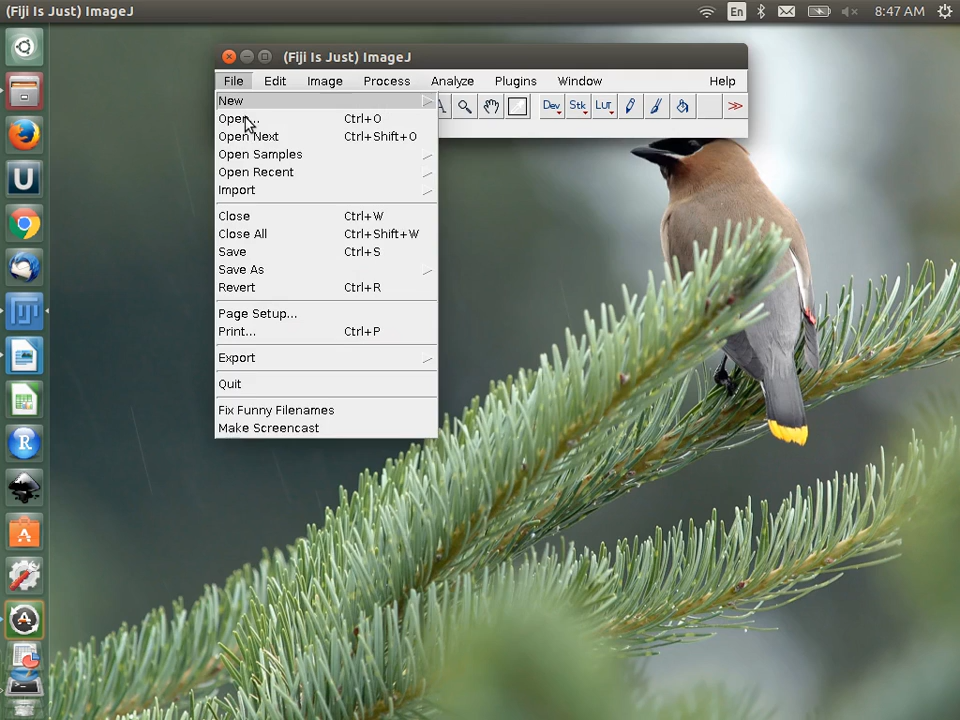 (Fiji Is Just) ImageJ
En
8:47 AM
(Fiji Is Just) ImageJ
File Edit Image Process Analyze Plugins Window Help
A Dev Stk LUT >>
New
Open... Ctrl+O
Open Next Ctrl+Shift+O
Open Samples
Open Recent
Import
Close Ctrl+W
Close All Ctrl+Shift+W
Save Ctrl+S
Save As
Revert Ctrl+R
Page Setup...
Print... Ctrl+P
Export
Quit
Fix Funny Filenames
Make Screencast
U
R
A
A